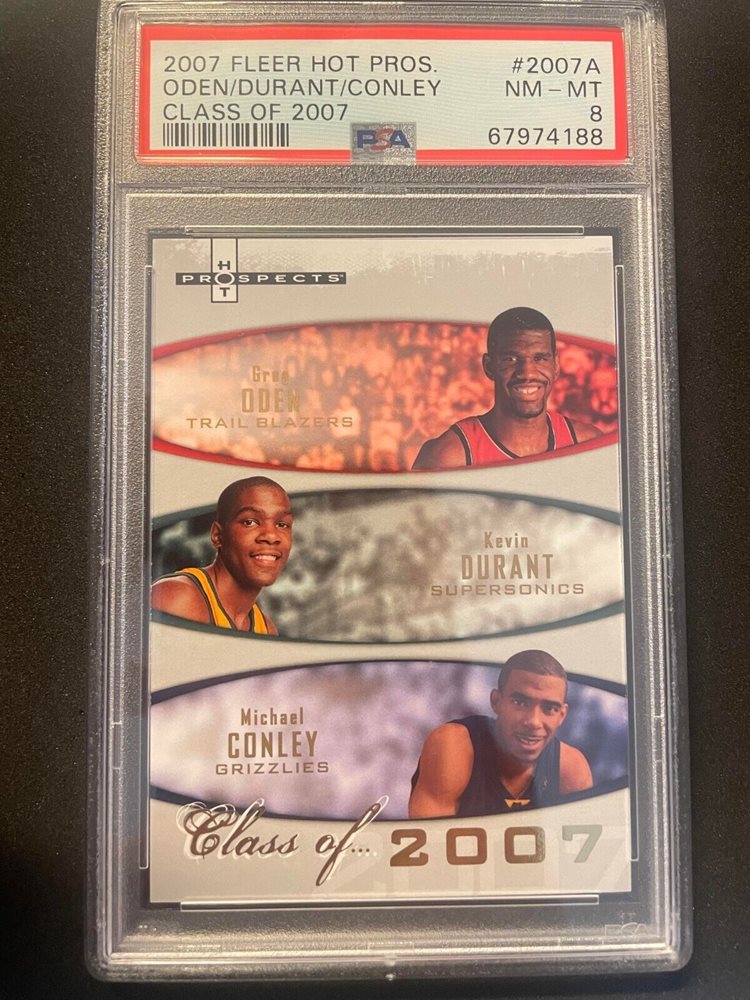 2007 FLEER HOT PROS. #2007A
ODEN/DURANT/CONLEY NM - MT
CLASS OF 2007 8
PSA 67974188
HOT
PROSPECTS
Greg
ODEN
TRAIL BLAZERS
Kevin
DURANT
SUPERSONICS
Michael
CONLEY
GRIZZLIES
Class of... 2007